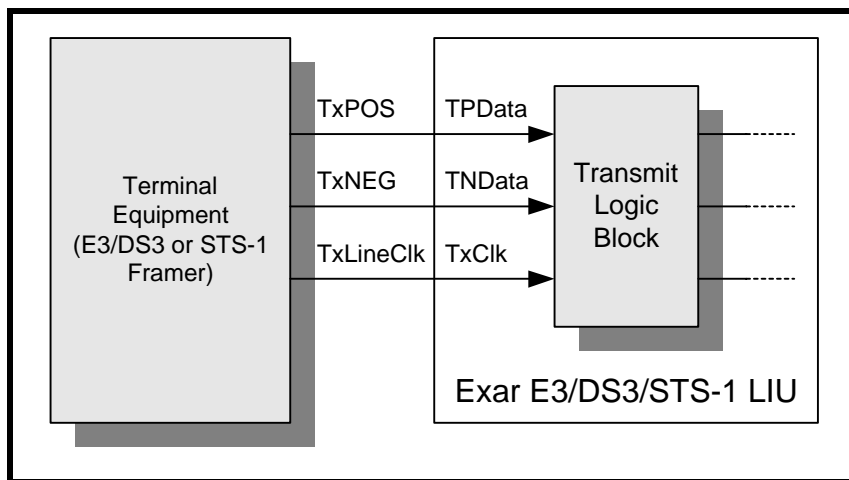 Terminal
Equipment
(E3/DS3 or STS-1
Framer)
TxPOS
TPData
TxNEG
TNData
TxLineClk
TxClk
Transmit
Logic
Block
Exar E3/DS3/STS-1 LIU